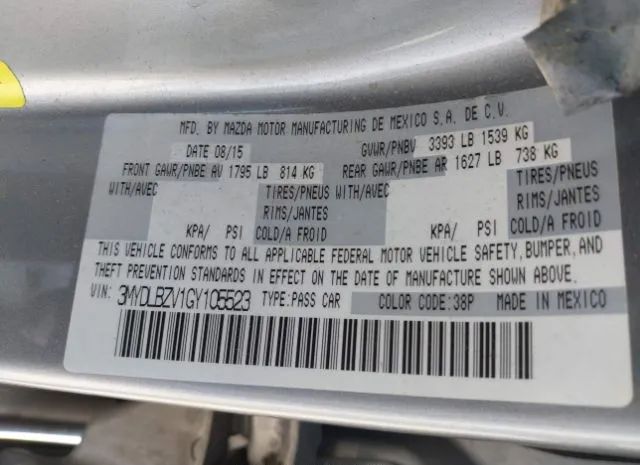 MFD. BY MAZDA MOTOR MANUFACTURING DE MEXICO S.A. DE C.V.
DATE 08/15 GVWR/PNBV 3393 LB 1539 KG
FRONT GAWR/PNBE AV 1795 LB 814 KG REAR GAWR/PNBE AR 1627 LB 738 KG
WITH/AVEC TIRES/PNEUS WITH/AVEC TIRES/PNEUS
RIMS/JANTES RIMS/JANTES
KPA/ PSI COLD/A FROID KPA/ PSI COLD/A FROID
THIS VEHICLE CONFORMS TO ALL APPLICABLE FEDERAL MOTOR VEHICLE SAFETY, BUMPER, AND
THEFT PREVENTION STANDARDS IN EFFECT ON THE DATE OF MANUFACTURE SHOWN ABOVE.
VIN: 3MYDLBZV1GY105523 TYPE:PASS CAR COLOR CODE:38P MADE IN MEXICO